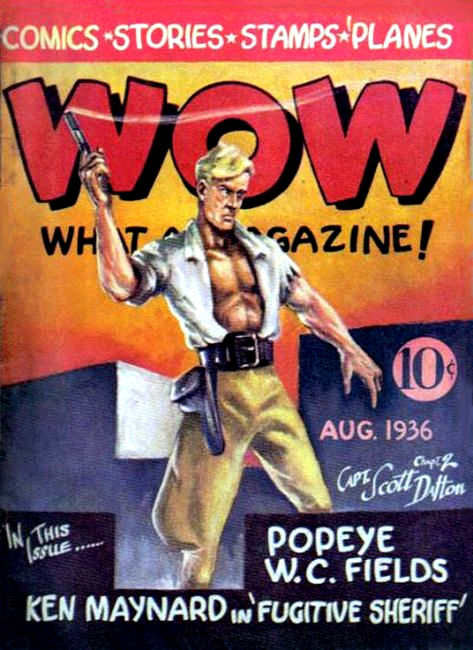 COMICS * STORIES * STAMPS * 'PLANES
WOW
WHAT A MAGAZINE!
10¢
AUG. 1936
Chapt. 2
CAPT. Scott Dalton
IN THIS
ISSUE......
POPEYE
W.C. FIELDS
KEN MAYNARD IN 'FUGITIVE SHERIFF'